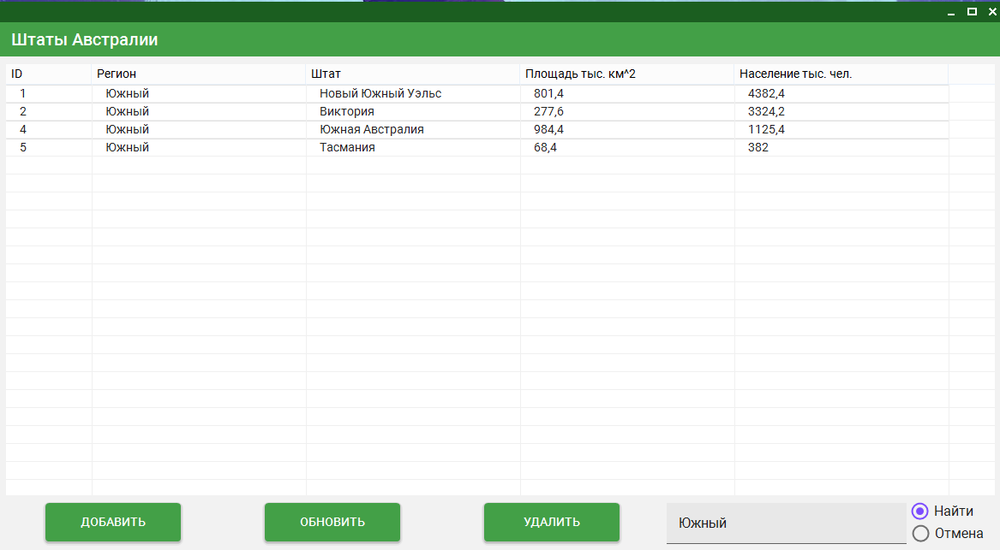 Штаты Австралии
ID Регион Штат Площадь тыс. км^2 Население тыс. чел.
1 Южный Новый Южный Уэльс 801,4 4382,4
2 Южный Виктория 277,6 3324,2
4 Южный Южная Австралия 984,4 1125,4
5 Южный Тасмания 68,4 382
ДОБАВИТЬ ОБНОВИТЬ УДАЛИТЬ Южный Найти
Отмена